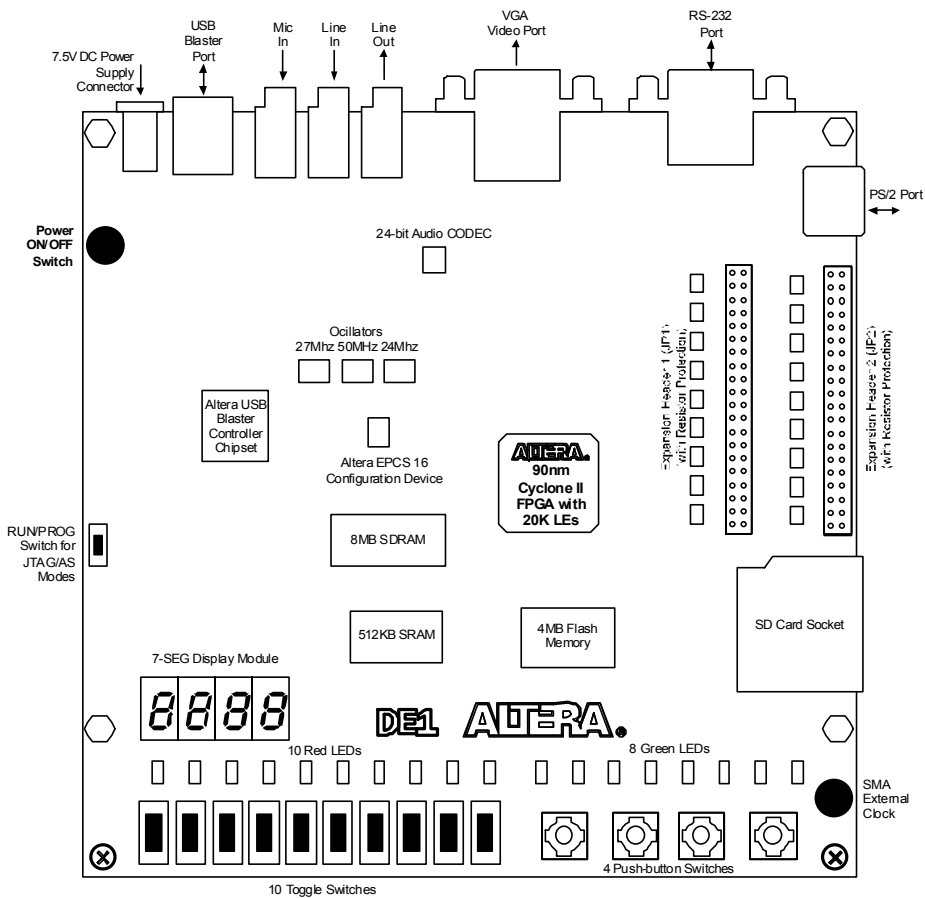 USB
Blaster
Port
Mic
In
Line
In
Line
Out
VGA
Video Port
RS-232
Port
7.5V DC Power
Supply
Connector
PS/2 Port
Power
ON/OFF
Switch
24-bit Audio CODEC
Ocillators
27Mhz 50MHz 24Mhz
Expansion Header 1 (JP1)
(with Resistor Protection)
Expansion Header 2 (JP2)
(with Resistor Protection)
Altera USB
Blaster
Controller
Chipset
Altera EPCS 16
Configuration Device
ALTERA®
90nm
Cyclone II
FPGA with
20K LEs
RUN/PROG
Switch for
JTAG/AS
Modes
8MB SDRAM
512KB SRAM
4MB Flash
Memory
SD Card Socket
7-SEG Display Module
8888
DE1 ALTERA®
10 Red LEDs
8 Green LEDs
SMA
External
Clock
4 Push-button Switches
10 Toggle Switches